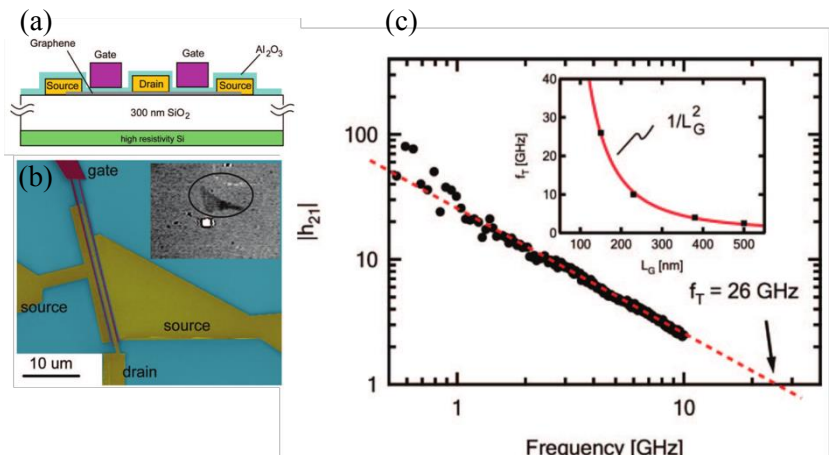 (a)
Graphene
Gate
Gate
Al2O3
Source
Drain
Source
300 nm SiO2
high resistivity Si
(b)
gate
source
source
drain
10 um
(c)
|h21|
100
10
1
1
10
Frequency [GHz]
fT = 26 GHz
fT [GHz]
40
30
20
10
0
100
200
300
400
500
LG [nm]
1/LG^2